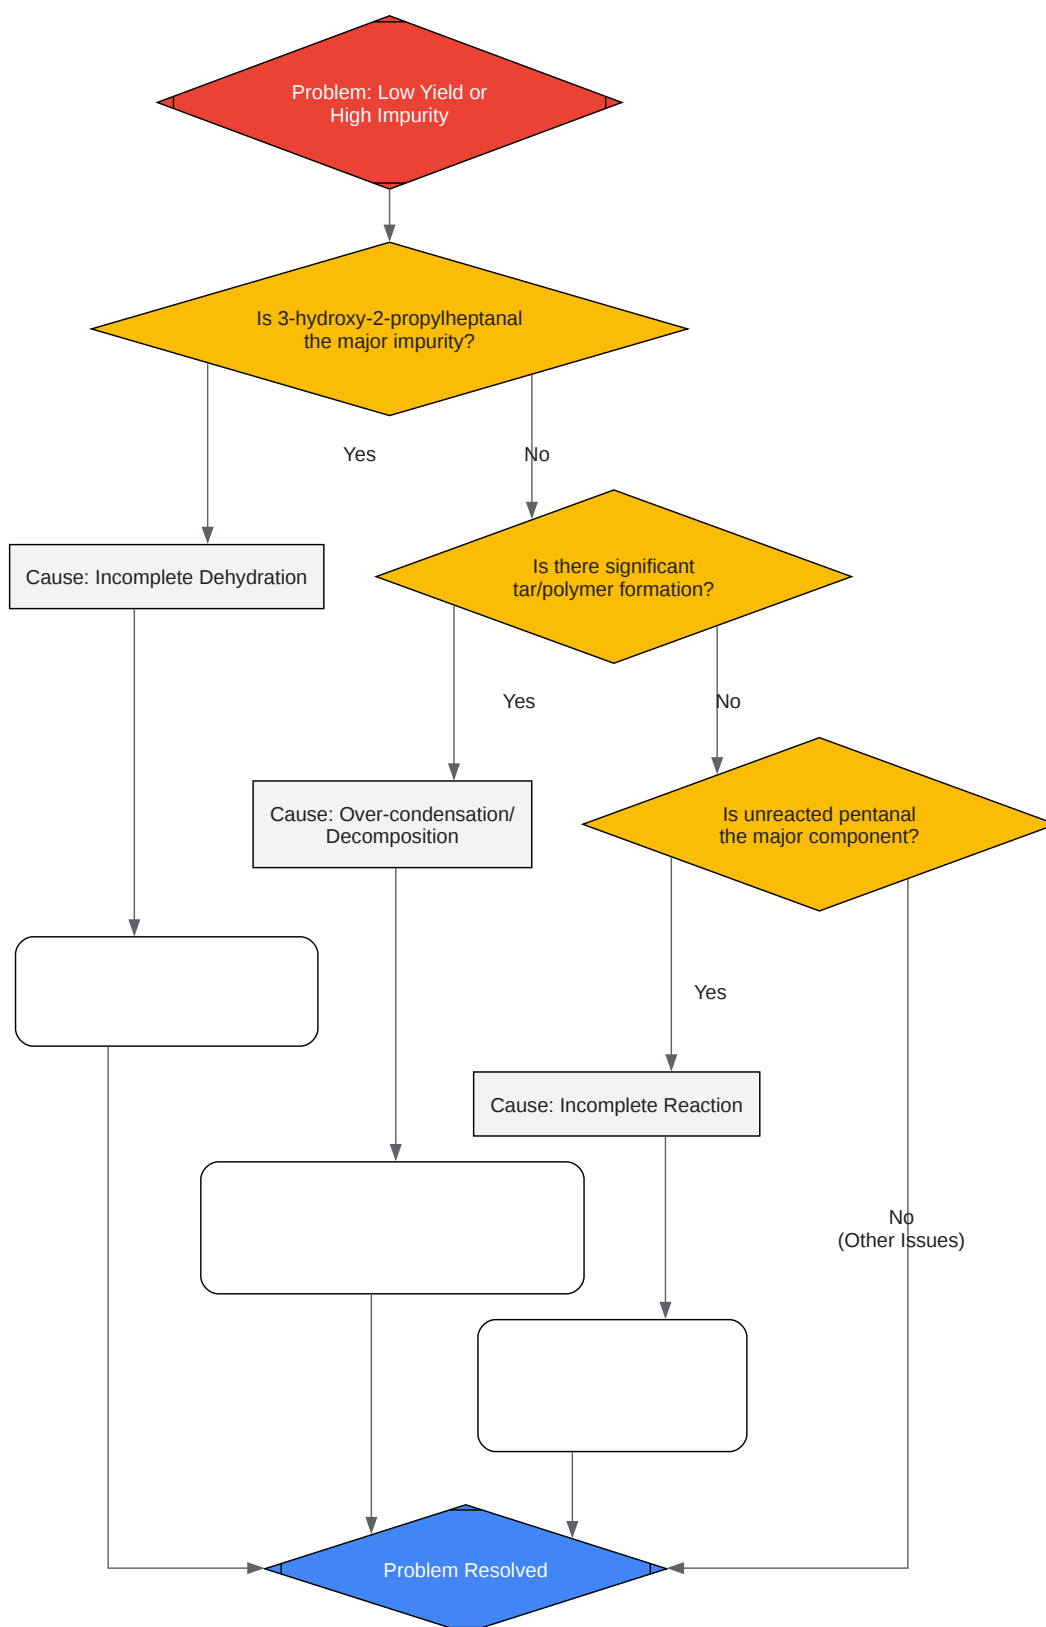 Problem: Low Yield or
High Impurity
Is 3-hydroxy-2-propylheptanal
the major impurity?
Yes
No
Cause: Incomplete Dehydration
Is there significant
tar/polymer formation?
Yes
No
Cause: Over-condensation/
Decomposition
Is unreacted pentanal
the major component?
Yes
Cause: Incomplete Reaction
No
(Other Issues)
Problem Resolved